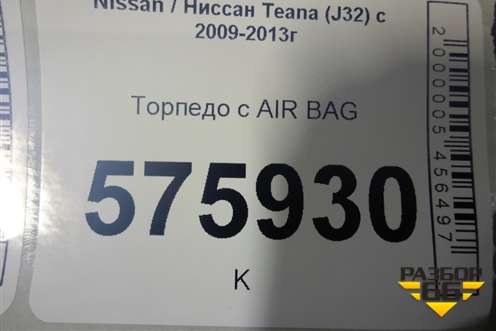 Nissan / Ниссан Teana (J32) с
2009-2013г
Торпедо с AIR BAG
575930
К
2000005456497
РАЗБОР
66